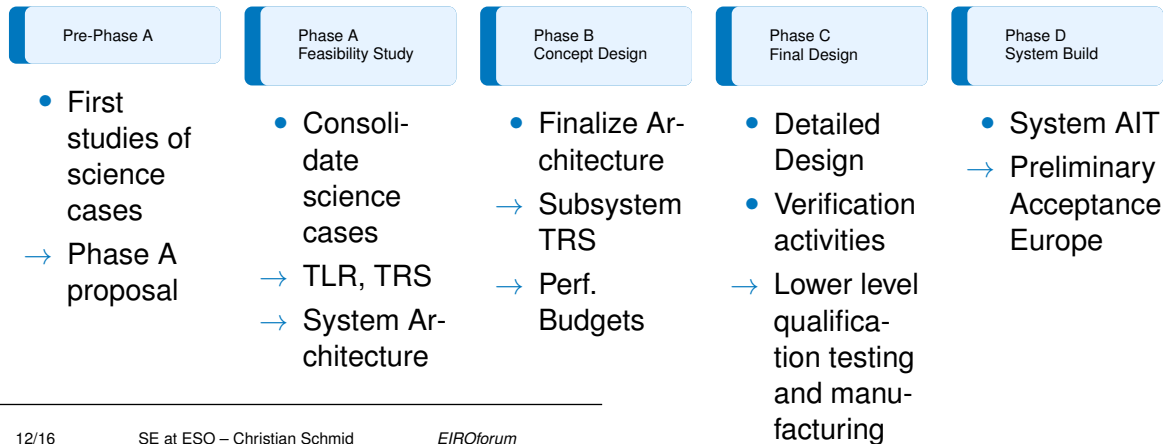 Pre-Phase A
• First
studies of
science
cases
→ Phase A
proposal
Phase A
Feasibility Study
• Consoli-
date
science
cases
→ TLR, TRS
→ System Ar-
chitecture
Phase B
Concept Design
• Finalize Ar-
chitecture
→ Subsystem
TRS
→ Perf.
Budgets
Phase C
Final Design
• Detailed
Design
• Verification
activities
→ Lower level
qualifica-
tion testing
and manu-
facturing
Phase D
System Build
• System AIT
→ Preliminary
Acceptance
Europe
12/16 SE at ESO – Christian Schmid EIROforum